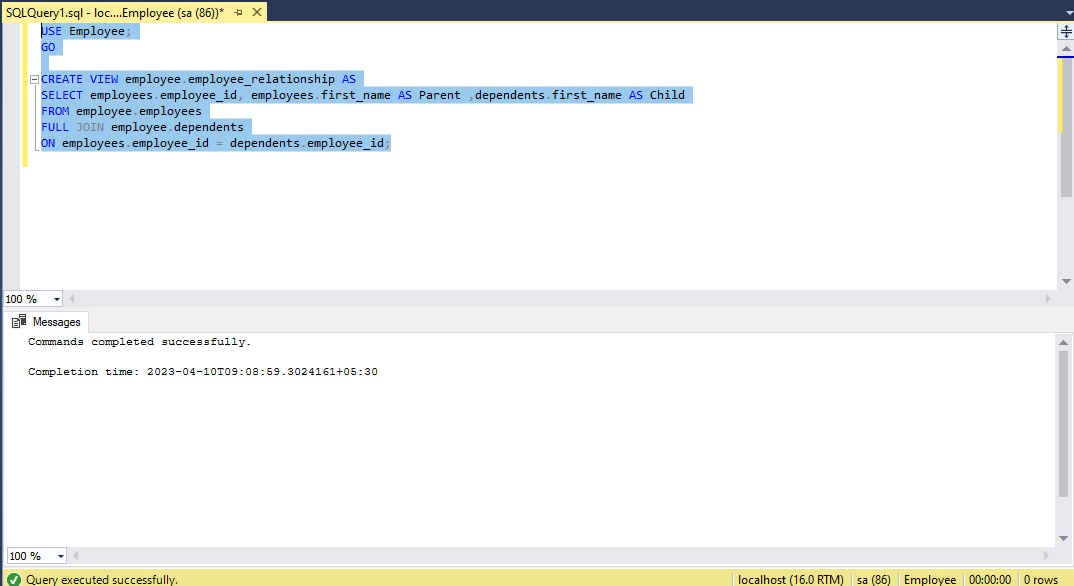 SQLQuery1.sql - loc....Employee (sa (86))*
USE Employee;
GO
CREATE VIEW employee.employee_relationship AS
SELECT employees.employee_id, employees.first_name AS Parent ,dependents.first_name AS Child
FROM employee.employees
FULL JOIN employee.dependents
ON employees.employee_id = dependents.employee_id;
100 %
Messages
Commands completed successfully.
Completion time: 2023-04-10T09:08:59.3024161+05:30
100 %
Query executed successfully. localhost (16.0 RTM) sa (86) Employee 00:00:00 0 rows